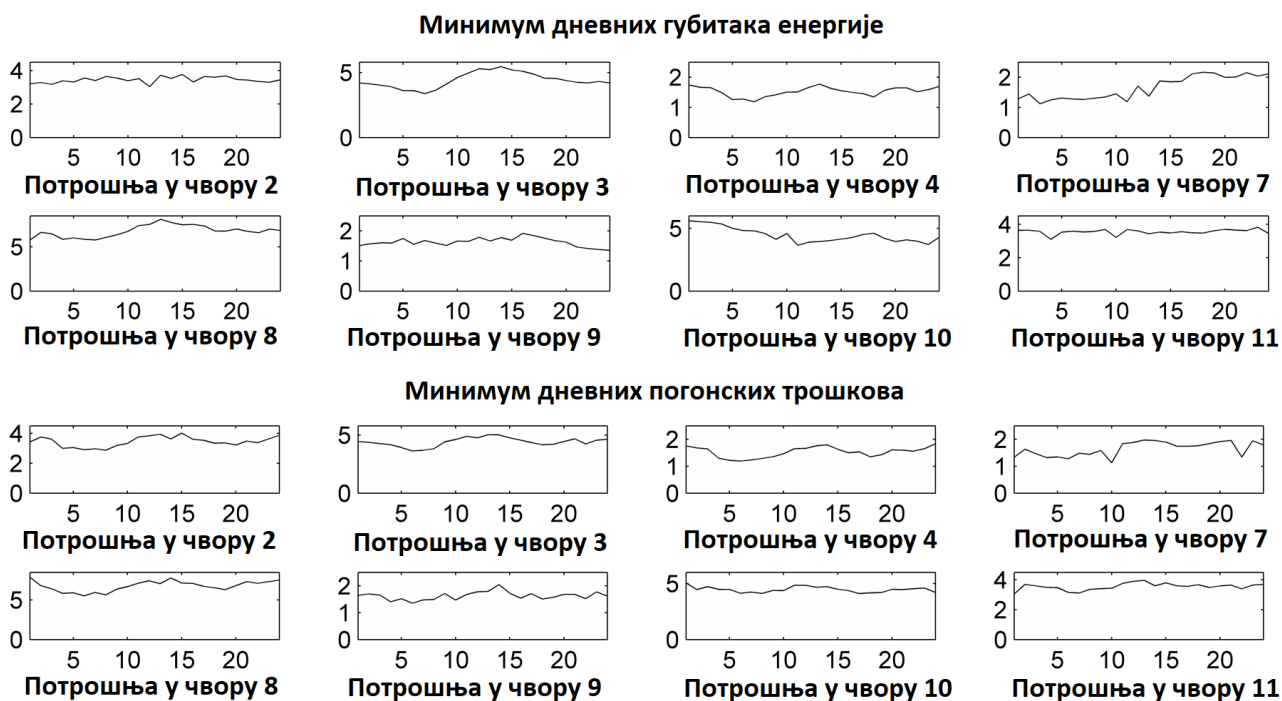 Минимум дневних губитака енергије
4
2
0
5 10 15 20
Потрошња у чвору 2
5
0
5 10 15 20
Потрошња у чвору 3
2
1
0
5 10 15 20
Потрошња у чвору 4
2
1
0
5 10 15 20
Потрошња у чвору 7
5
0
5 10 15 20
Потрошња у чвору 8
2
1
0
5 10 15 20
Потрошња у чвору 9
5
0
5 10 15 20
Потрошња у чвору 10
4
2
0
5 10 15 20
Потрошња у чвору 11
Минимум дневних погонских трошкова
4
2
0
5 10 15 20
Потрошња у чвору 2
5
0
5 10 15 20
Потрошња у чвору 3
2
1
0
5 10 15 20
Потрошња у чвору 4
2
1
0
5 10 15 20
Потрошња у чвору 7
5
0
5 10 15 20
Потрошња у чвору 8
2
1
0
5 10 15 20
Потрошња у чвору 9
5
0
5 10 15 20
Потрошња у чвору 10
4
2
0
5 10 15 20
Потрошња у чвору 11